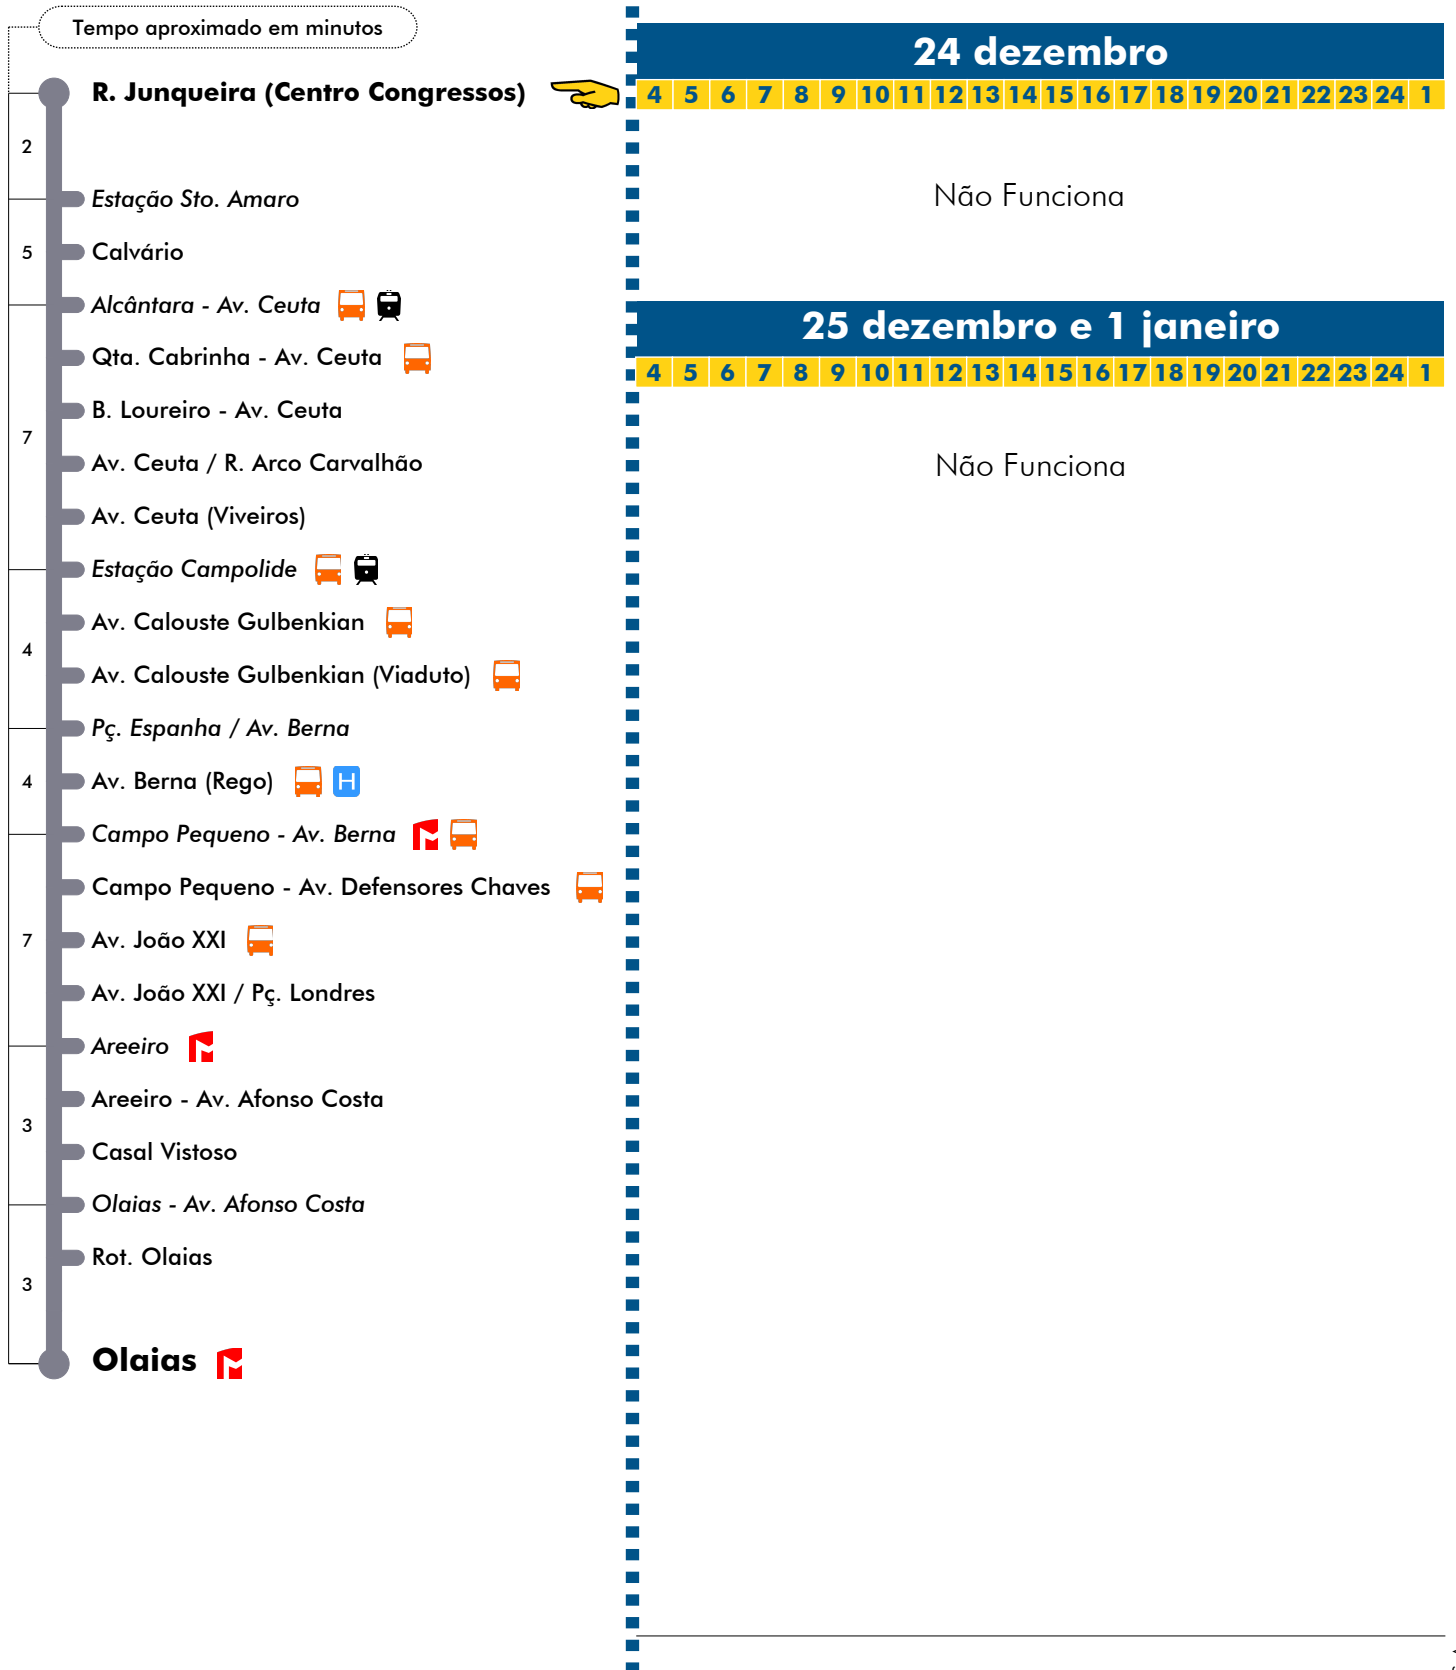 Tempo aproximado em minutos
R. Junqueira (Centro Congressos)
2
Estação Sto. Amaro
5
Calvário
Alcântara - Av. Ceuta
Qta. Cabrinha - Av. Ceuta
B. Loureiro - Av. Ceuta
7
Av. Ceuta / R. Arco Carvalhão
Av. Ceuta (Viveiros)
Estação Campolide
Av. Calouste Gulbenkian
4
Av. Calouste Gulbenkian (Viaduto)
Pç. Espanha / Av. Berna
4
Av. Berna (Rego) H
Campo Pequeno - Av. Berna
Campo Pequeno - Av. Defensores Chaves
7
Av. João XXI
Av. João XXI / Pç. Londres
Areeiro
Areeiro - Av. Afonso Costa
3
Casal Vistoso
Olaias - Av. Afonso Costa
Rot. Olaias
3
Olaias
24 dezembro
4 5 6 7 8 9 10 11 12 13 14 15 16 17 18 19 20 21 22 23 24 1
Não Funciona
25 dezembro e 1 janeiro
4 5 6 7 8 9 10 11 12 13 14 15 16 17 18 19 20 21 22 23 24 1
Não Funciona